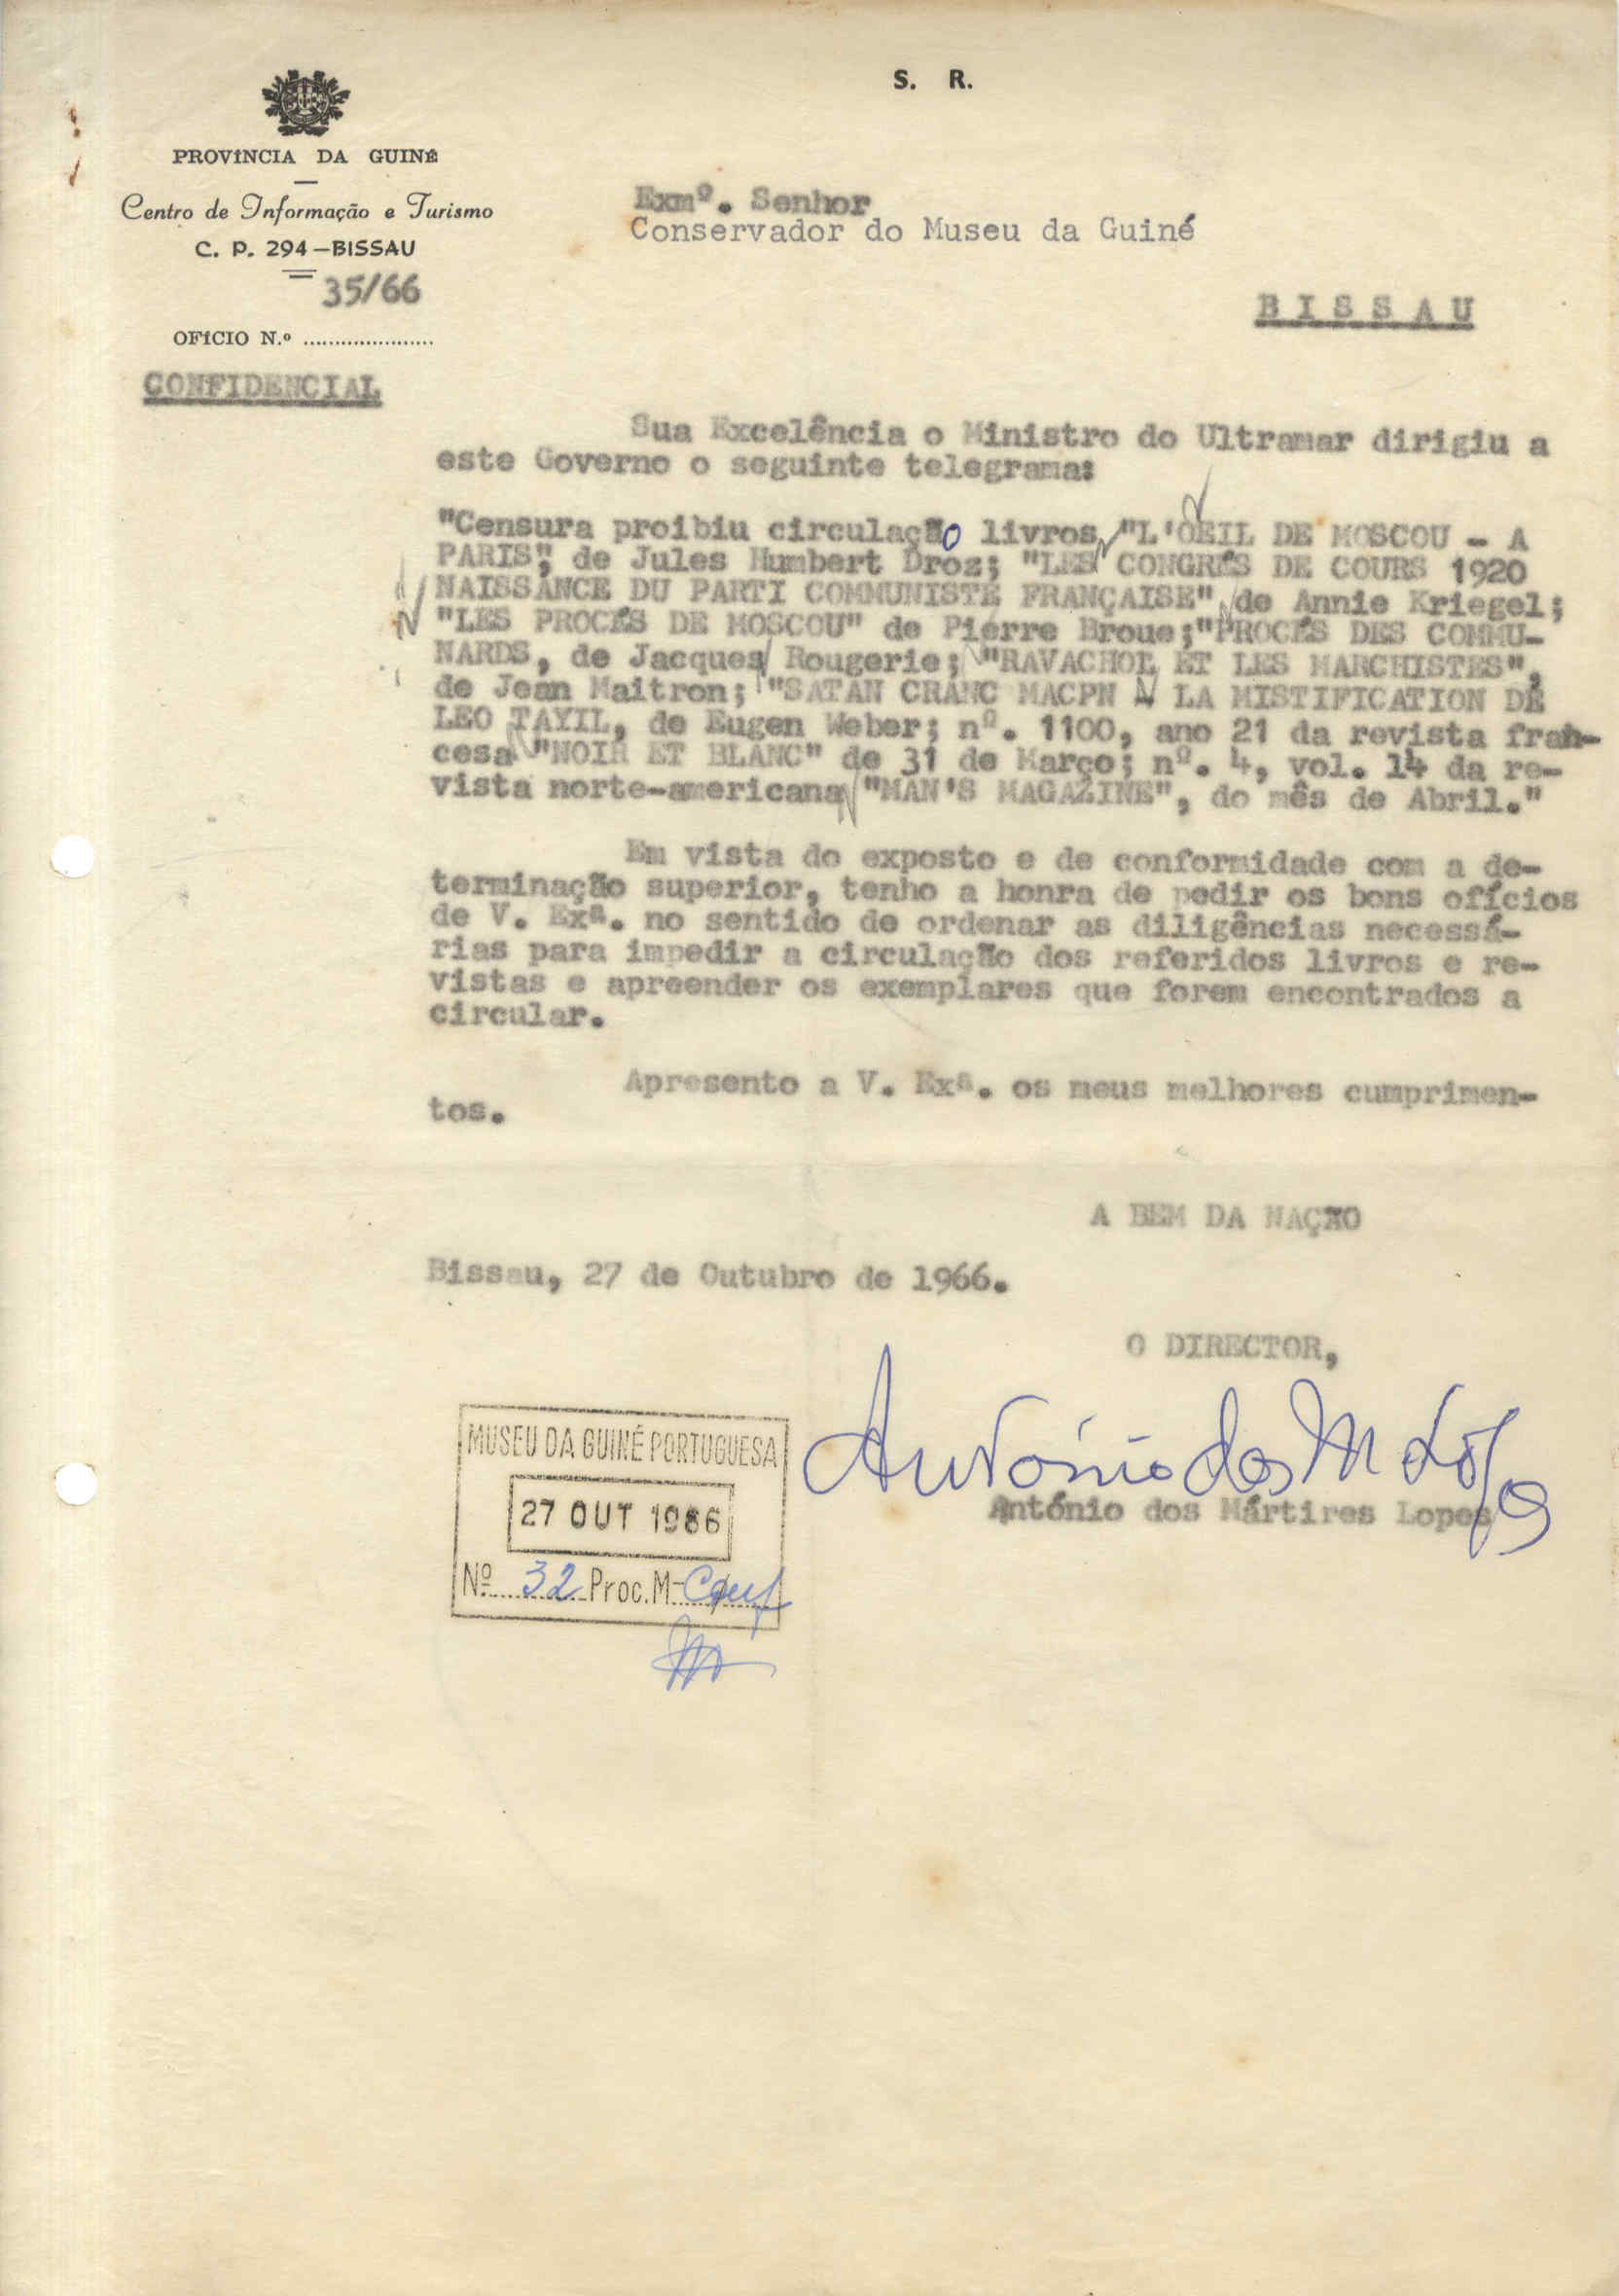 S. R.
PROVÍNCIA DA GUINÉ
Centro de Informação e Turismo
C. P. 294—BISSAU
35/66
OFÍCIO N.º
CONFIDENCIAL
Exmº. Senhor
Conservador do Museu da Guiné
BISSAU
Sua Excelência o Ministro do Ultramar dirigiu a
este Governo o seguinte telegrama:
"Censura proibiu circulação livros "L'OEIL DE MOSCOU - A
PARIS", de Jules Humbert Droz; "LES CONGRÉS DE COURS 1920
NAISSANCE DU PARTI COMMUNISTE FRANÇAISE" de Annie Kriegel;
"LES PROCÉS DE MOSCOU" de Pierre Broue;"PROCÉS DES COMMU-
NARDS, de Jacques Rougerie; "RAVACHOL ET LES MARCHISTES",
de Jean Maitron; "SATAN CRANC MACPN - LA MISTIFICATION DE
LEO TAYIL, de Eugen Weber; nº. 1100, ano 21 da revista fran-
cesa "NOIR ET BLANC" de 31 de Março; nº. 4, vol. 14 da re-
vista norte-americana "MAN'S MAGAZINE", do mês de Abril."
Em vista do exposto e de conformidade com a de-
terminação superior, tenho a honra de pedir os bons ofícios
de V. Exª. no sentido de ordenar as diligências necessá-
rias para impedir a circulação dos referidos livros e re-
vistas e apreender os exemplares que forem encontrados a
circular.
Apresento a V. Exª. os meus melhores cumprimen-
tos.
A BEM DA NAÇÃO
Bissau, 27 de Outubro de 1966.
O DIRECTOR,
António dos M Lopes
António dos Mártires Lopes
MUSEU DA GUINÉ PORTUGUESA
27 OUT 1966
Nº 32 Proc. M-Conf